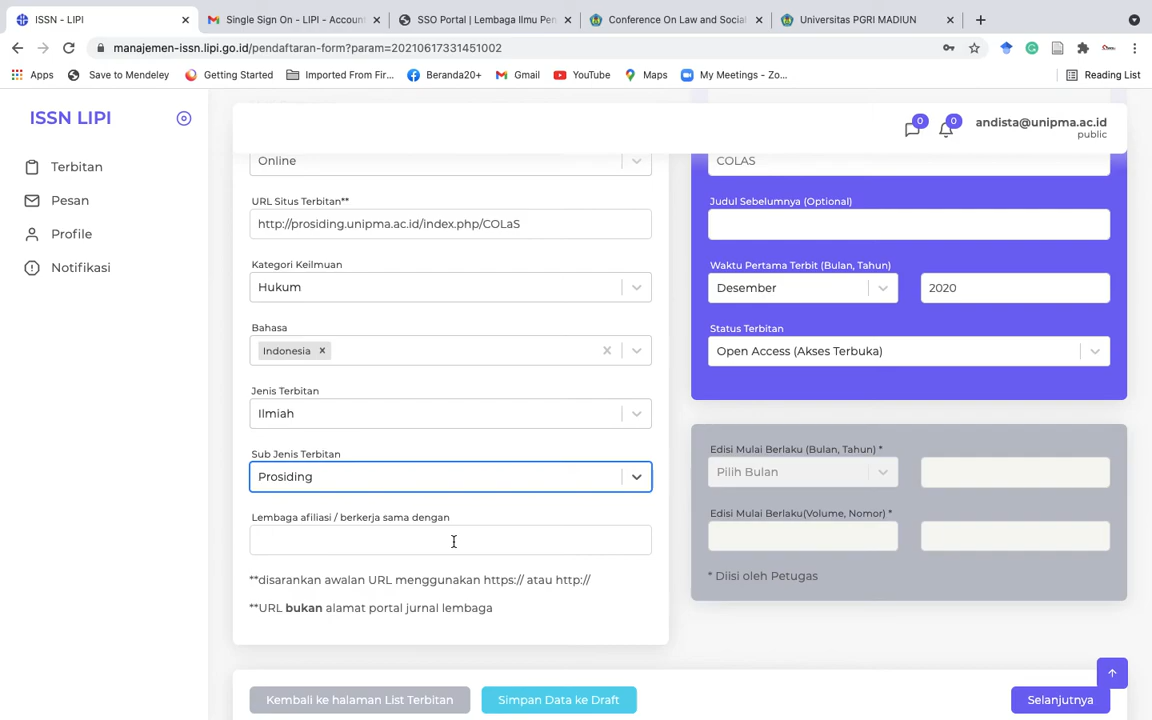 ISSN - LIPI
Single Sign On - LIPI - Accoun
SSO Portal | Lembaga Ilmu Pen
Conference On Law and Social
Universitas PGRI MADIUN
manajemen-issn.lipi.go.id/pendaftaran-form?param=20210617331451002
Apps
Save to Mendeley
Getting Started
Imported From Fir...
Beranda20+
Gmail
YouTube
Maps
My Meetings - Zo...
Reading List
ISSN LIPI
Terbitan
Pesan
Profile
Notifikasi
0
0
andista@unipma.ac.id
public
Online
URL Situs Terbitan**
http://prosiding.unipma.ac.id/index.php/COLaS
Kategori Keilmuan
Hukum
Bahasa
Indonesia
Jenis Terbitan
Ilmiah
Sub Jenis Terbitan
Prosiding
Lembaga afiliasi / berkerja sama dengan
**disarankan awalan URL menggunakan https:// atau http://
**URL bukan alamat portal jurnal lembaga
COLAS
Judul Sebelumnya (Optional)
Waktu Pertama Terbit (Bulan, Tahun)
Desember
2020
Status Terbitan
Open Access (Akses Terbuka)
Edisi Mulai Berlaku (Bulan, Tahun) *
Pilih Bulan
Edisi Mulai Berlaku(Volume, Nomor) *
* Diisi oleh Petugas
Kembali ke halaman List Terbitan
Simpan Data ke Draft
Selanjutnya